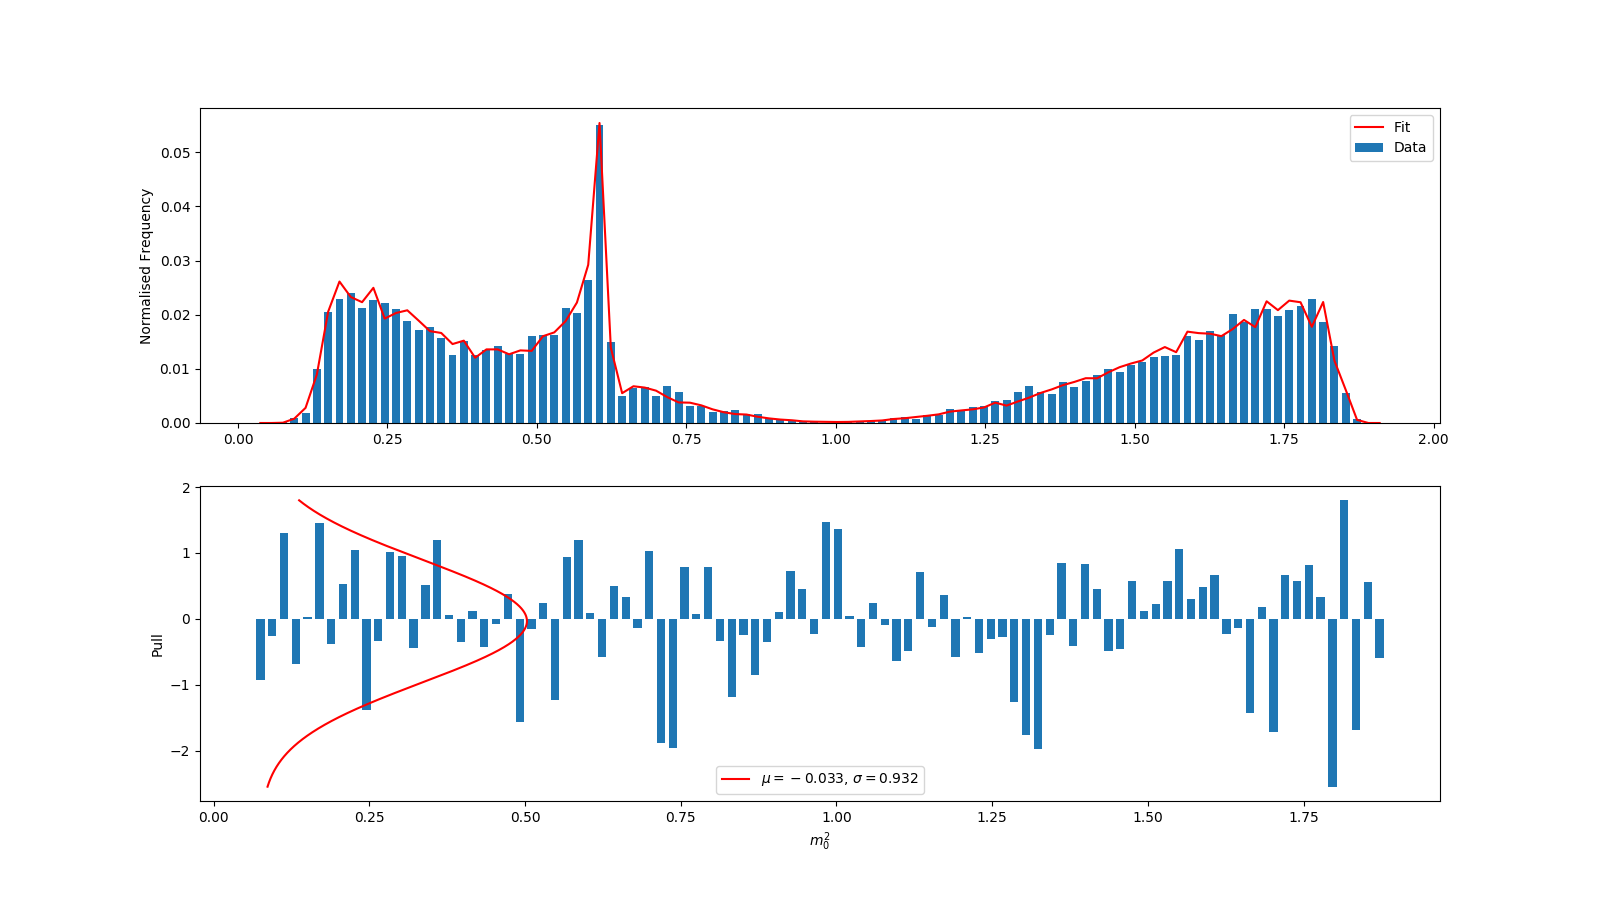 Normalised Frequency
0.05
0.04
0.03
0.02
0.01
0.00
0.00 0.25 0.50 0.75 1.00 1.25 1.50 1.75 2.00
Fit
Data
Pull
2
1
0
−1
−2
μ = −0.033, σ = 0.932
0.00 0.25 0.50 0.75 1.00 1.25 1.50 1.75
m₀²